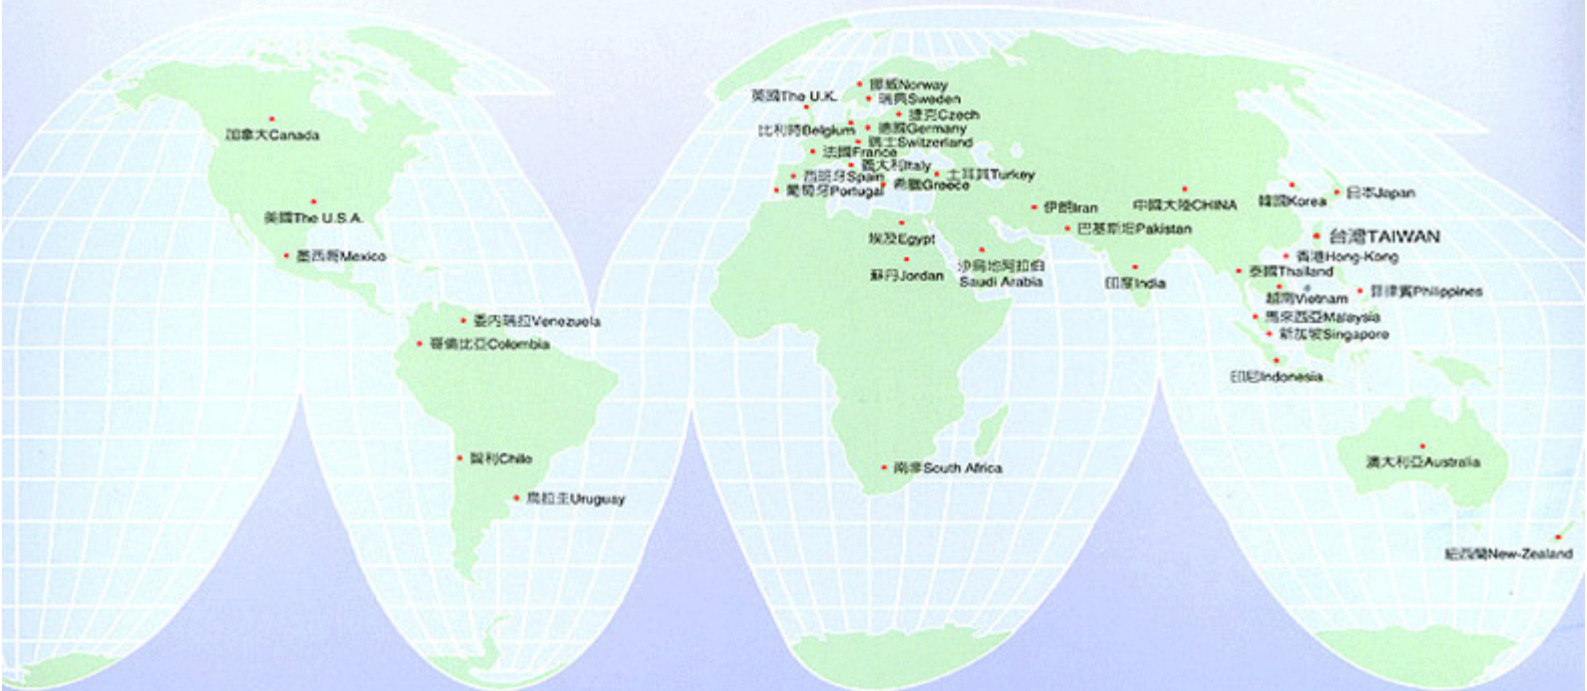 加拿大Canada
美國The U.S.A.
墨西哥Mexico
委內瑞拉Venezuela
哥倫比亞Colombia
智利Chile
烏拉圭Uruguay
挪威Norway
英國The U.K.
瑞典Sweden
捷克Czech
比利時Belgium
德國Germany
瑞士Switzerland
法國France
義大利Italy
西班牙Spain
土耳其Turkey
葡萄牙Portugal
希臘Greece
埃及Egypt
蘇丹Jordan
沙烏地阿拉伯
Saudi Arabia
南非South Africa
伊朗Iran
巴基斯坦Pakistan
印度India
中國大陸CHINA
韓國Korea
日本Japan
台灣TAIWAN
香港Hong-Kong
泰國Thailand
越南Vietnam
菲律賓Philippines
馬來西亞Malaysia
新加坡Singapore
印尼Indonesia
澳大利亞Australia
紐西蘭New-Zealand